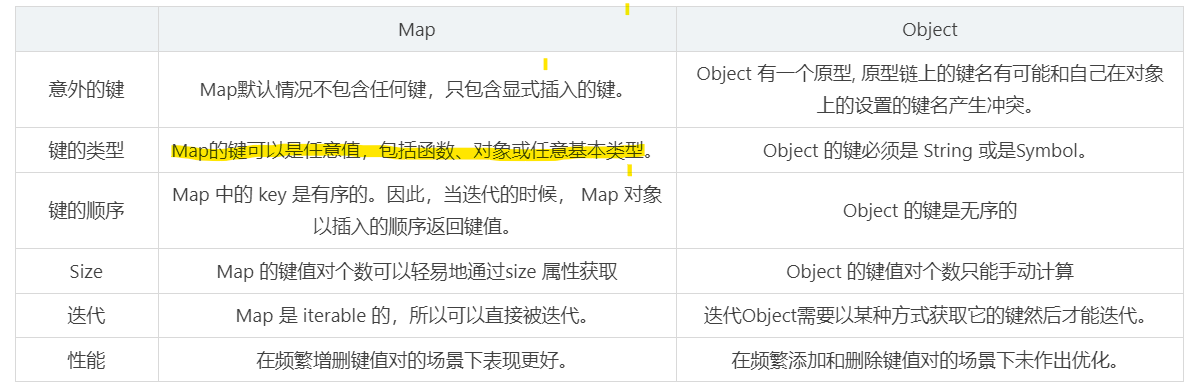 Map
Object
意外的键
Map默认情况不包含任何键，只包含显式插入的键。
Object 有一个原型, 原型链上的键名有可能和自己在对象
上的设置的键名产生冲突。
键的类型
Map的键可以是任意值，包括函数、对象或任意基本类型。
Object 的键必须是 String 或是Symbol。
键的顺序
Map 中的 key 是有序的。因此，当迭代的时候， Map 对象
以插入的顺序返回键值。
Object 的键是无序的
Size
Map 的键值对个数可以轻易地通过size 属性获取
Object 的键值对个数只能手动计算
迭代
Map 是 iterable 的，所以可以直接被迭代。
迭代Object需要以某种方式获取它的键然后才能迭代。
性能
在频繁增删键值对的场景下表现更好。
在频繁添加和删除键值对的场景下未作出优化。